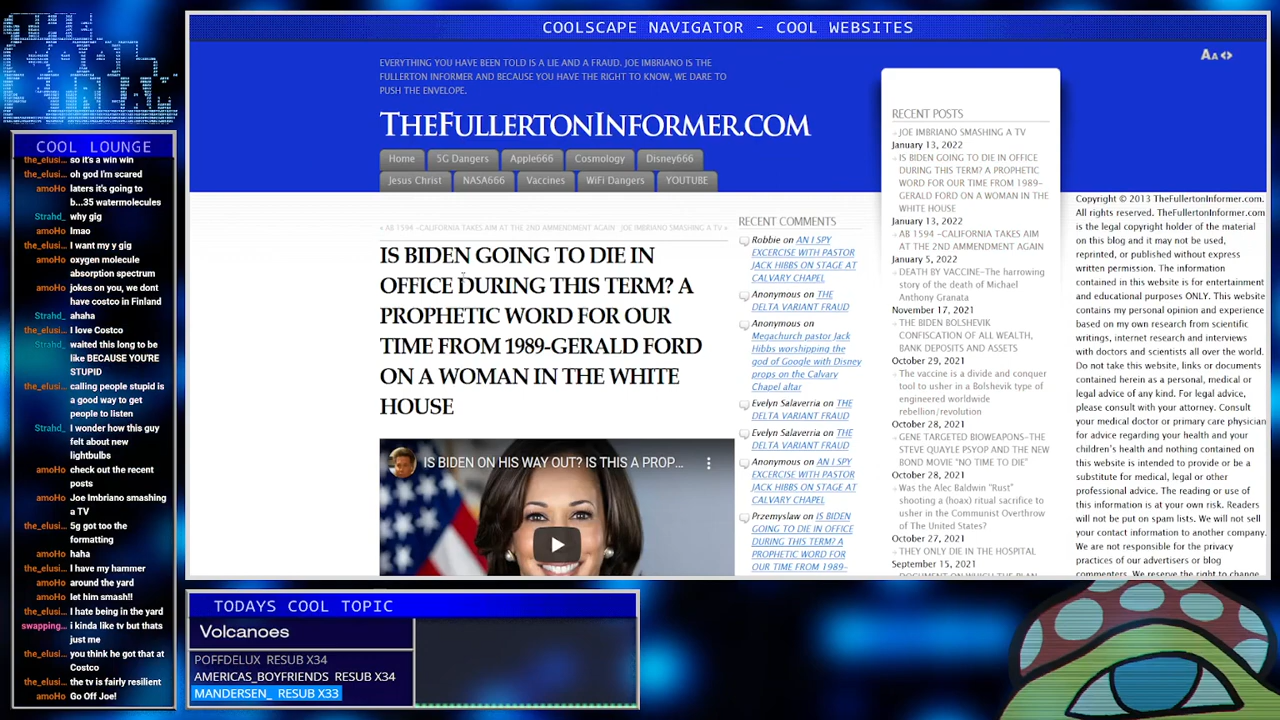 COOLSCAPE NAVIGATOR - COOL WEBSITES
COOL LOUNGE
the_elusi... so it's a win win
the_elusi... oh god I'm scared
amoHo laters it's going to
b...35 watermolecules
Strahd_ why gig
amoHo lmao
the_elusi... I want my y gig
amoHo oxygen molecule
absorption spectrum
amoHo jokes on you, we dont
have costco in Finland
Strahd_ ahaha
the_elusi... I love Costco
Strahd_ waited this long to be
like BECAUSE YOU'RE
STUPID
the_elusi... calling people stupid is
a good way to get
people to listen
Strahd_ I wonder how this guy
felt about new
lightbulbs
amoHo check out the recent
posts
amoHo Joe Imbriano smashing
a TV
the_elusi... 5g got too the
formatting
amoHo haha
the_elusi... I have my hammer
amoHo around the yard
amoHo let him smash!!
the_elusi... I hate being in the yard
swapping... i kinda like tv but thats
just me
the_elusi... you think he got that at
Costco
the_elusi... the tv is fairly resilient
amoHo Go Off Joe!
EVERYTHING YOU HAVE BEEN TOLD IS A LIE AND A FRAUD. JOE IMBRIANO IS THE
FULLERTON INFORMER AND BECAUSE YOU HAVE THE RIGHT TO KNOW, WE DARE TO
PUSH THE ENVELOPE.
THEFULLERTONINFORMER.COM
Home 5G Dangers Apple666 Cosmology Disney666
Jesus Christ NASA666 Vaccines WiFi Dangers YOUTUBE
« AB 1594 –CALIFORNIA TAKES AIM AT THE 2ND AMMENDMENT AGAIN JOE IMBRIANO SMASHING A TV »
IS BIDEN GOING TO DIE IN
OFFICE DURING THIS TERM? A
PROPHETIC WORD FOR OUR
TIME FROM 1989-GERALD FORD
ON A WOMAN IN THE WHITE
HOUSE
IS BIDEN ON HIS WAY OUT? IS THIS A PROP...
RECENT COMMENTS
Robbie on AN I SPY
EXCERCISE WITH PASTOR
JACK HIBBS ON STAGE AT
CALVARY CHAPEL
Anonymous on THE
DELTA VARIANT FRAUD
Anonymous on
Megachurch pastor Jack
Hibbs worshipping the
god of Google with Disney
props on the Calvary
Chapel altar
Evelyn Salaverria on THE
DELTA VARIANT FRAUD
Evelyn Salaverria on THE
DELTA VARIANT FRAUD
Anonymous on AN I SPY
EXCERCISE WITH PASTOR
JACK HIBBS ON STAGE AT
CALVARY CHAPEL
Przemyslaw on IS BIDEN
GOING TO DIE IN OFFICE
DURING THIS TERM? A
PROPHETIC WORD FOR
OUR TIME FROM 1989-
AA
RECENT POSTS
JOE IMBRIANO SMASHING A TV
January 13, 2022
IS BIDEN GOING TO DIE IN OFFICE
DURING THIS TERM? A PROPHETIC
WORD FOR OUR TIME FROM 1989-
GERALD FORD ON A WOMAN IN THE
WHITE HOUSE
January 13, 2022
AB 1594 –CALIFORNIA TAKES AIM
AT THE 2ND AMMENDMENT AGAIN
January 5, 2022
DEATH BY VACCINE–The harrowing
story of the death of Michael
Anthony Granata
November 17, 2021
THE BIDEN BOLSHEVIK
CONFISCATION OF ALL WEALTH,
BANK DEPOSITS AND ASSETS
October 29, 2021
The vaccine is a divide and conquer
tool to usher in a Bolshevik type of
engineered worldwide
rebellion/revolution
October 28, 2021
GENE TARGETED BIOWEAPONS–THE
STEVE QUAYLE PSYOP AND THE NEW
BOND MOVIE "NO TIME TO DIE"
October 28, 2021
Was the Alec Baldwin "Rust"
shooting a (hoax) ritual sacrifice to
usher in the Communist Overthrow
of The United States?
October 27, 2021
THEY ONLY DIE IN THE HOSPITAL
September 15, 2021
DOCUMENT ON WHICH THE PLAN
Copyright © 2013 TheFullertonInformer.com.
All rights reserved. TheFullertonInformer.com
is the legal copyright holder of the material
on this blog and it may not be used,
reprinted, or published without express
written permission. The information
contained in this website is for entertainment
and educational purposes ONLY. This website
contains my personal opinion and experience
based on my own research from scientific
writings, internet research and interviews
with doctors and scientists all over the world.
Do not take this website, links or documents
contained herein as a personal, medical or
legal advice of any kind. For legal advice,
please consult with your attorney. Consult
your medical doctor or primary care physician
for advice regarding your health and your
children's health and nothing contained on
this website is intended to provide or be a
substitute for medical, legal or other
professional advice. The reading or use of
this information is at your own risk. Readers
will not be put on spam lists. We will not sell
your contact information to another company.
We are not responsible for the privacy
practices of our advertisers or blog
commenters. We reserve the right to change
TODAYS COOL TOPIC
Volcanoes
POFFDELUX RESUB X34
AMERICAS_BOYFRIENDS RESUB X34
MANDERSEN_ RESUB X33